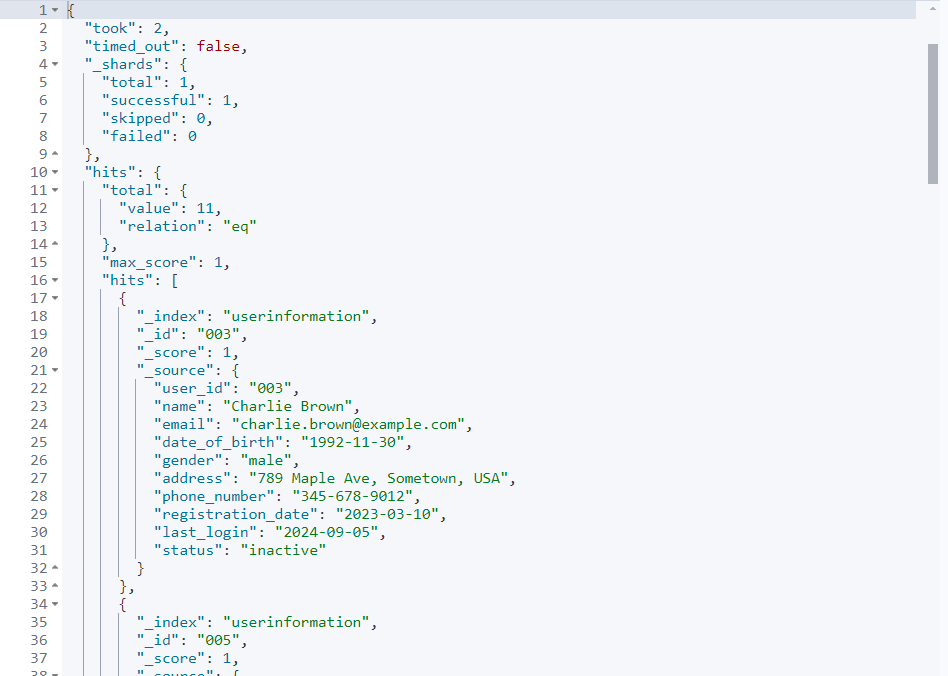 1 {
2 "took": 2,
3 "timed_out": false,
4 "_shards": {
5 "total": 1,
6 "successful": 1,
7 "skipped": 0,
8 "failed": 0
9 },
10 "hits": {
11 "total": {
12 "value": 11,
13 "relation": "eq"
14 },
15 "max_score": 1,
16 "hits": [
17 {
18 "_index": "userinformation",
19 "_id": "003",
20 "_score": 1,
21 "_source": {
22 "user_id": "003",
23 "name": "Charlie Brown",
24 "email": "charlie.brown@example.com",
25 "date_of_birth": "1992-11-30",
26 "gender": "male",
27 "address": "789 Maple Ave, Sometown, USA",
28 "phone_number": "345-678-9012",
29 "registration_date": "2023-03-10",
30 "last_login": "2024-09-05",
31 "status": "inactive"
32 }
33 },
34 {
35 "_index": "userinformation",
36 "_id": "005",
37 "_score": 1,
38 "_source": {